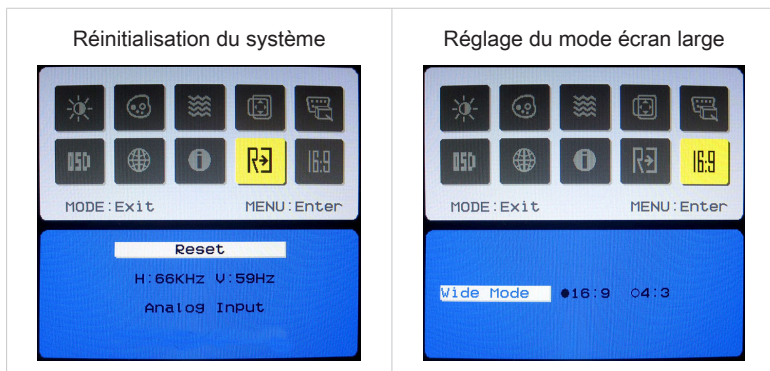 Réinitialisation du système
OSD
16:9
MODE:Exit MENU:Enter
Reset
H:66KHz V:59Hz
Analog Input
Réglage du mode écran large
OSD
16:9
MODE:Exit MENU:Enter
Wide Mode 16:9 4:3